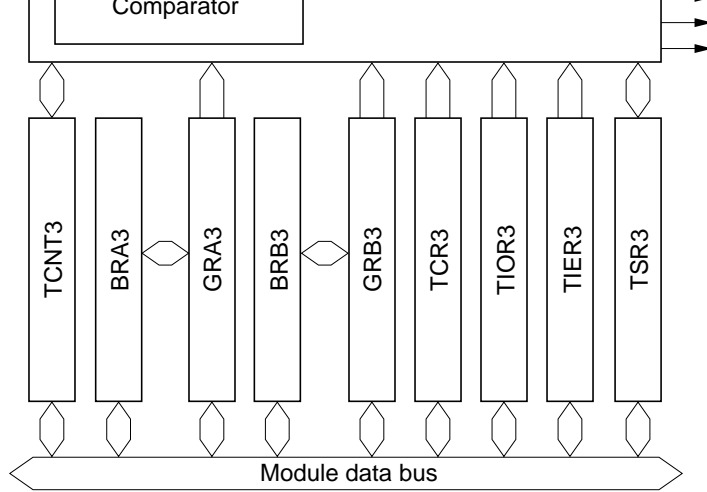 Comparator
TCNT3
BRA3
GRA3
BRB3
GRB3
TCR3
TIOR3
TIER3
TSR3
Module data bus